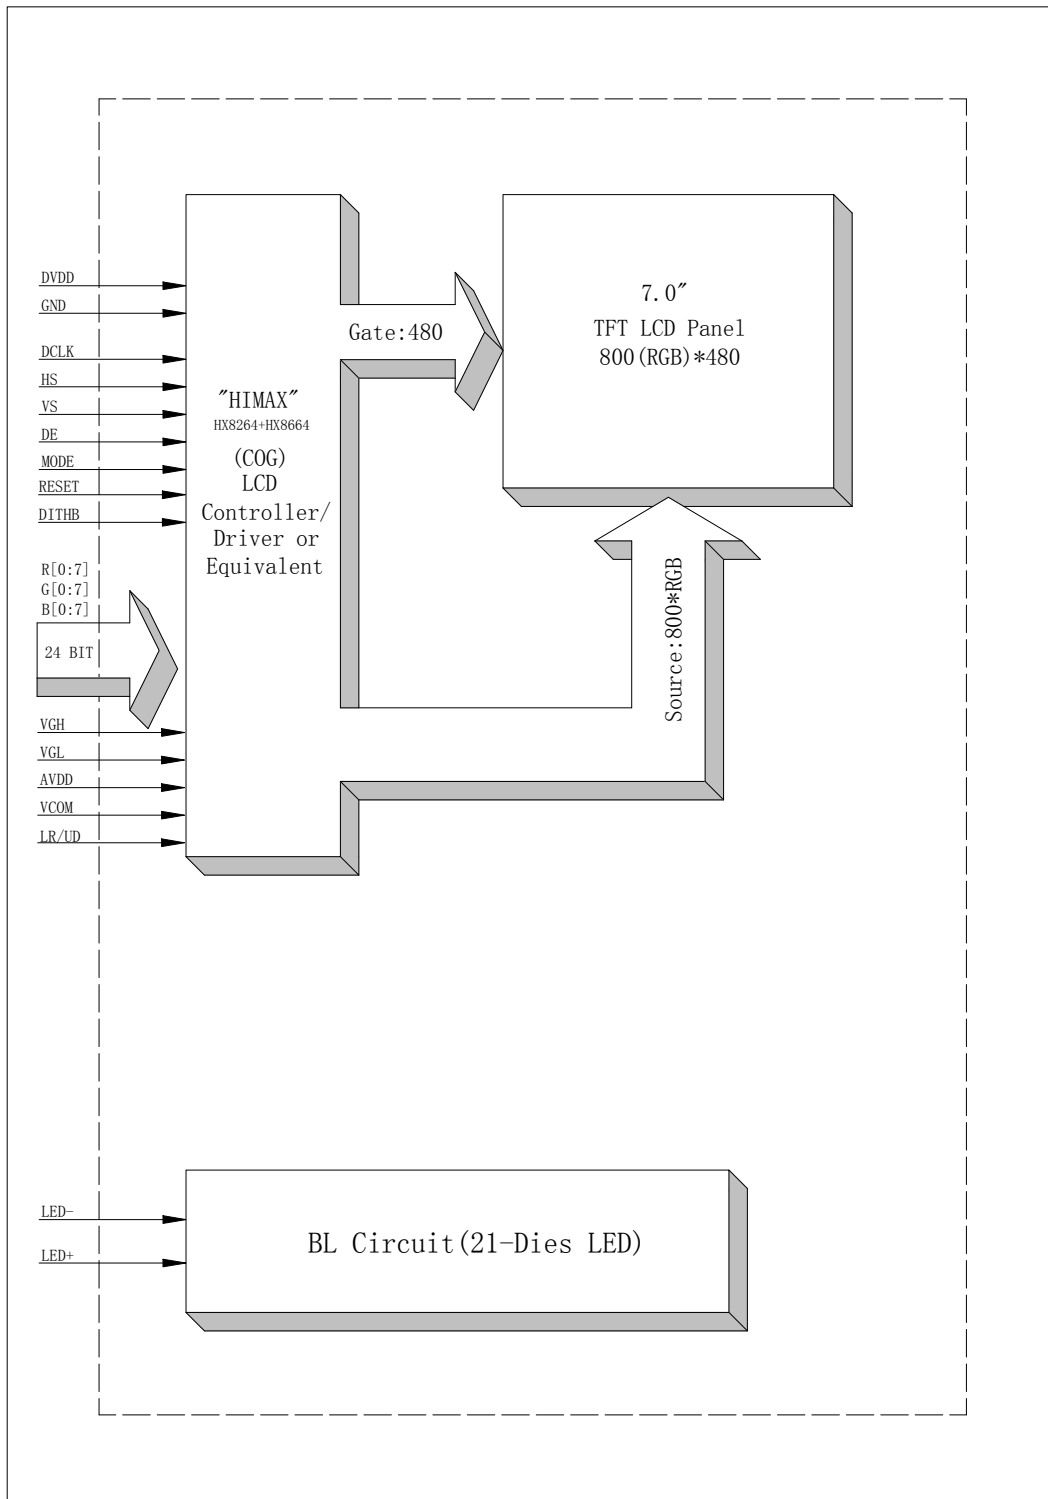 DVDD
GND
DCLK
HS
VS
DE
MODE
RESET
DITHB
R[0:7]
G[0:7]
B[0:7]
24 BIT
VGH
VGL
AVDD
VCOM
LR/UD
"HIMAX"
HX8264+HX8664
(COG)
LCD
Controller/
Driver or
Equivalent
Gate:480
7.0"
TFT LCD Panel
800(RGB)*480
Source:800*RGB
LED-
LED+
BL Circuit(21-Dies LED)